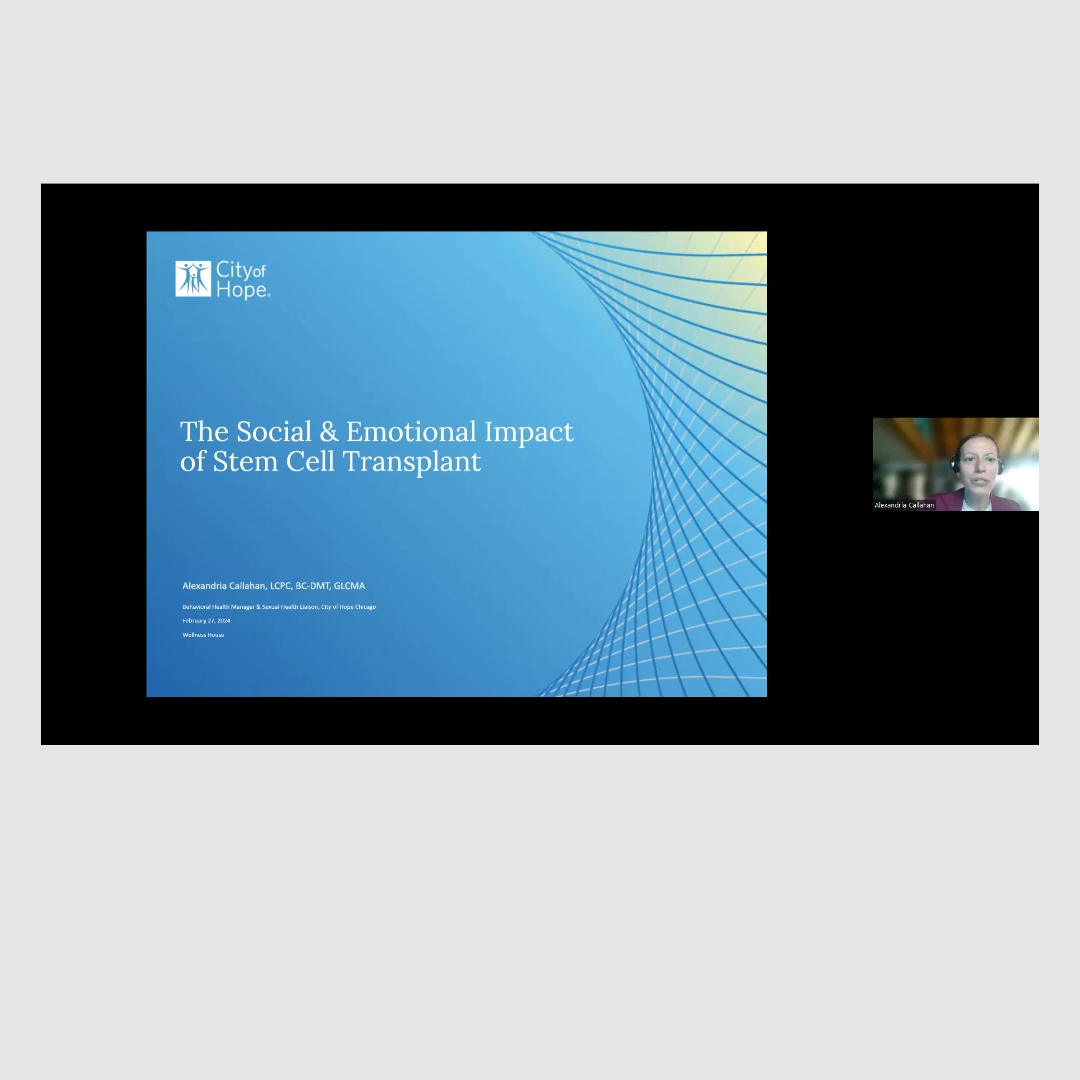 City of
Hope®
The Social & Emotional Impact
of Stem Cell Transplant
Alexandria Callahan, LCPC, BC-DMT, GLCMA
Behavioral Health Manager & Sexual Health Liaison, City of Hope Chicago
February 27, 2024
Wellness House
Alexandria Callahan